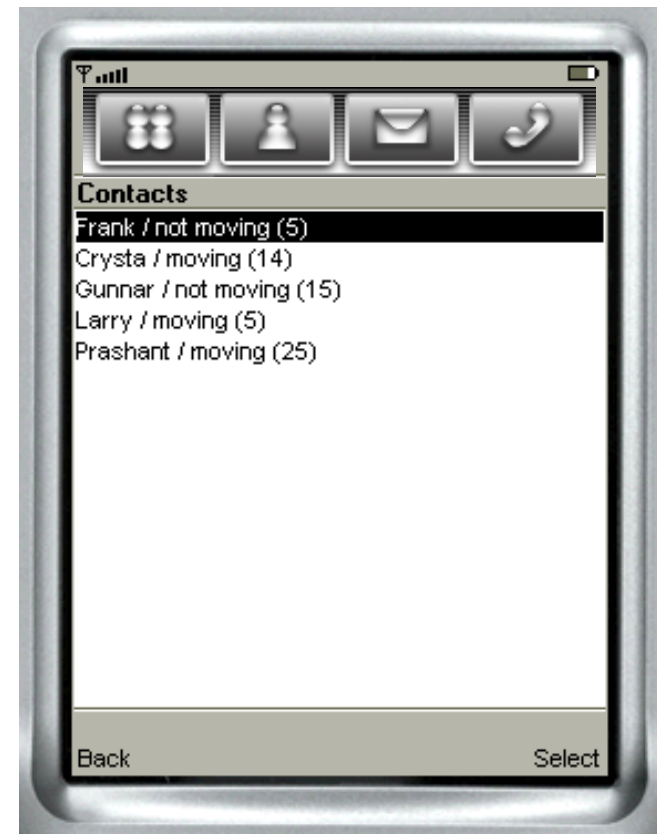 Contacts
Frank / not moving (5)
Crysta / moving (14)
Gunnar / not moving (15)
Larry / moving (5)
Prashant / moving (25)
Back Select